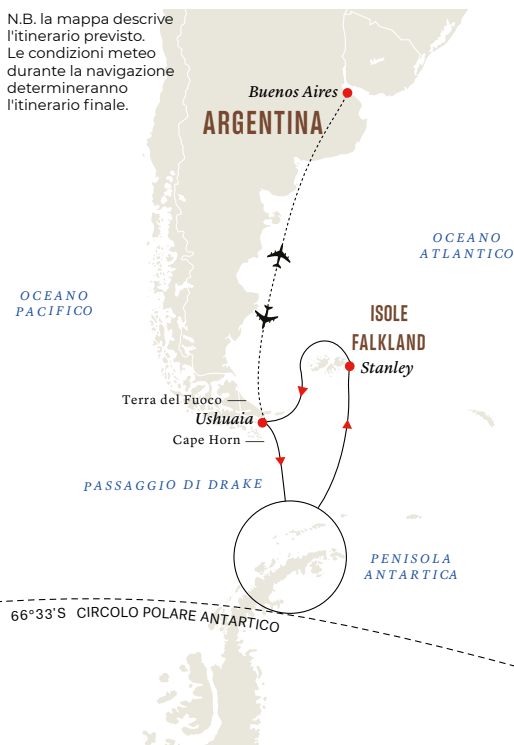 N.B. la mappa descrive
l'itinerario previsto.
Le condizioni meteo
durante la navigazione
determineranno
l'itinerario finale.
Buenos Aires
ARGENTINA
OCEANO
ATLANTICO
OCEANO
PACIFICO
ISOLE
FALKLAND
Stanley
Terra del Fuoco
Ushuaia
Cape Horn
PASSAGGIO DI DRAKE
PENISOLA
ANTARTICA
66°33'S CIRCOLO POLARE ANTARTICO